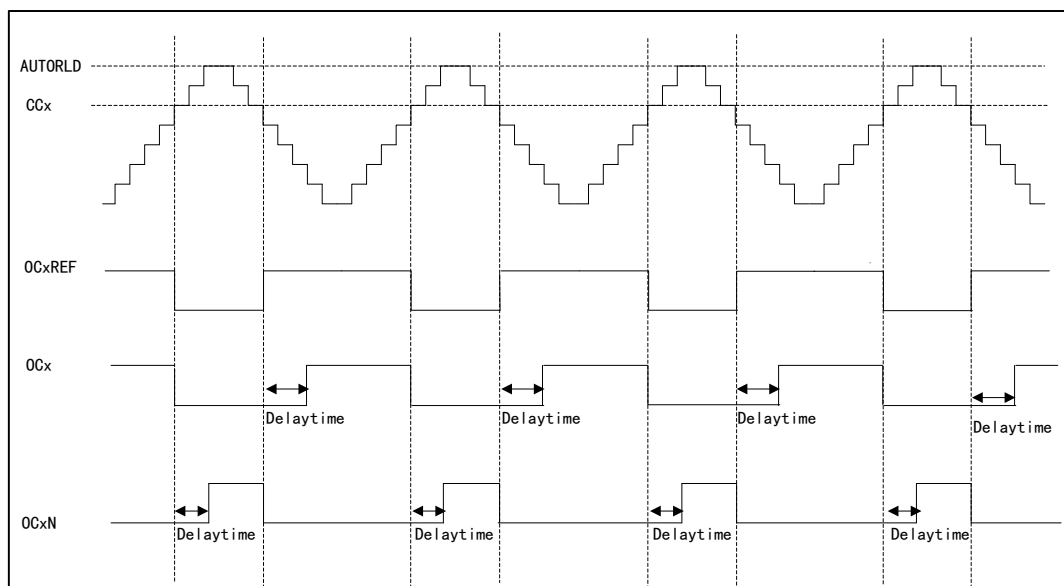 AUTORLD
CCx
OCxREF
OCx
Delaytime
Delaytime
Delaytime
Delaytime
OCxN
Delaytime
Delaytime
Delaytime
Delaytime